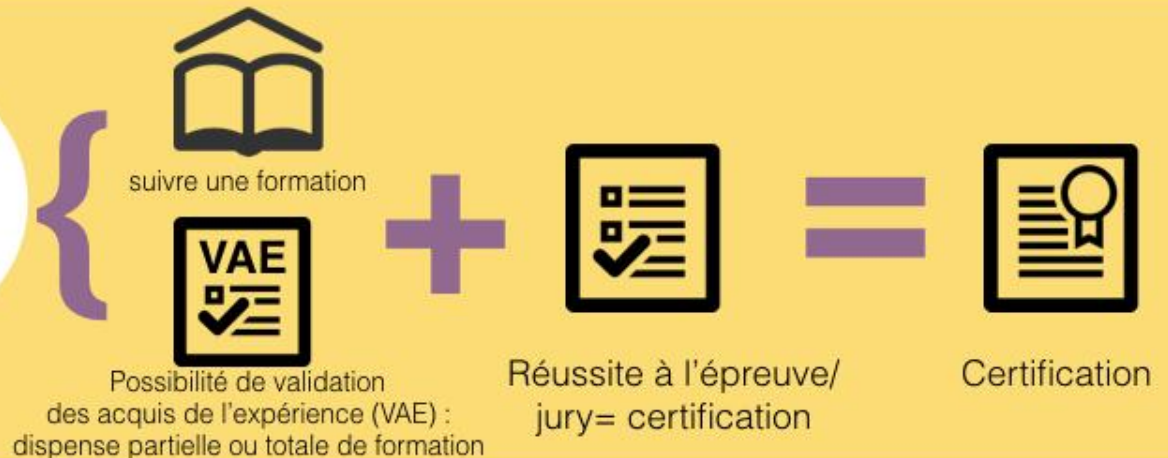 suivre une formation
VAE
Possibilité de validation
des acquis de l'expérience (VAE) :
dispense partielle ou totale de formation
Réussite à l'épreuve/
jury= certification
Certification